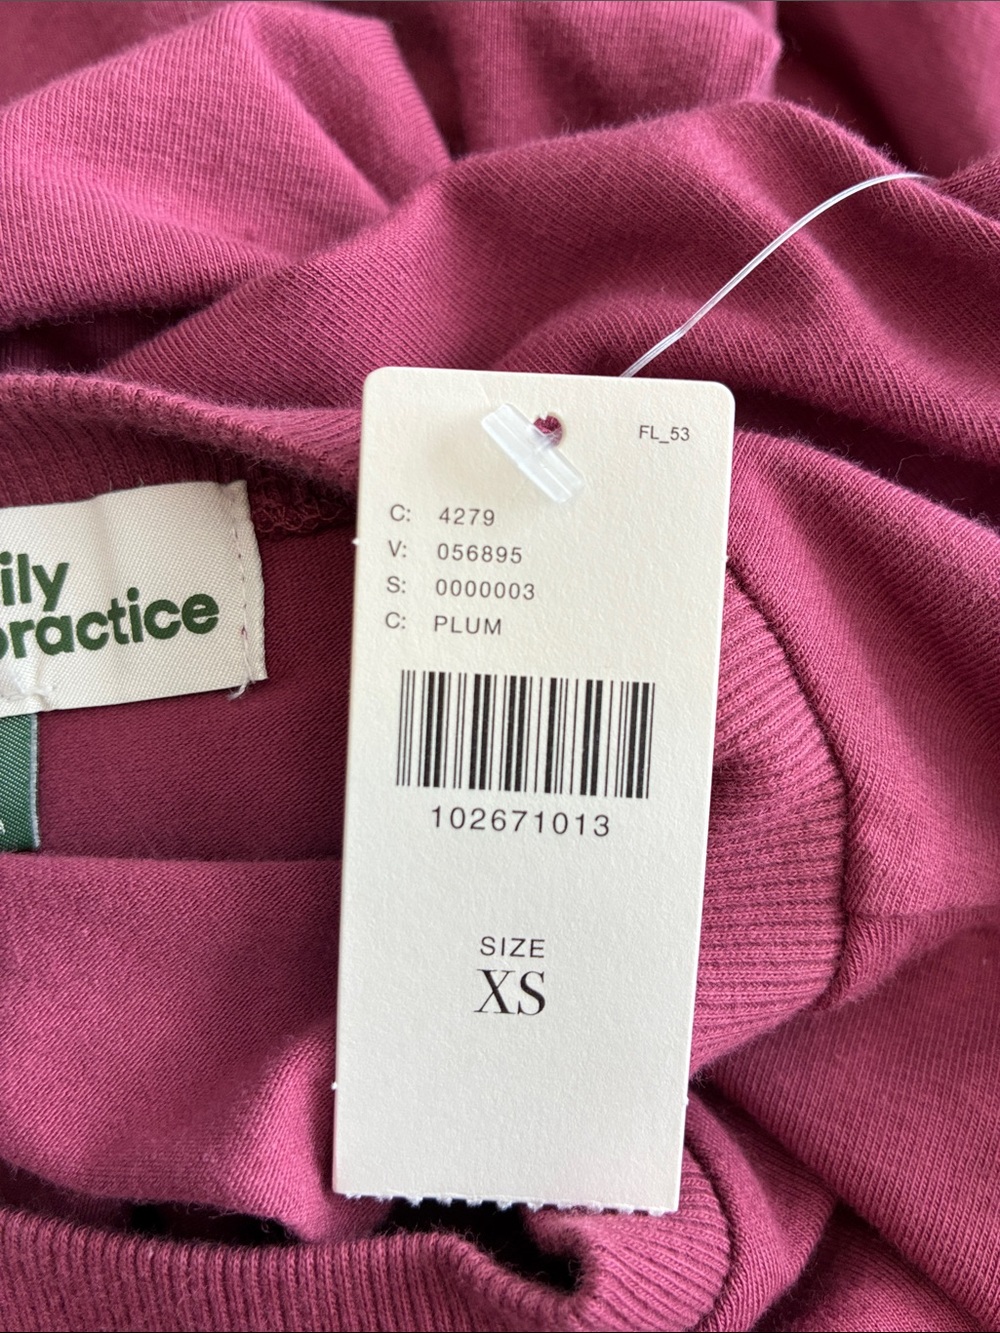 FL_53
C: 4279
V: 056895
S: 0000003
C: PLUM
102671013
SIZE
XS
ily
practice